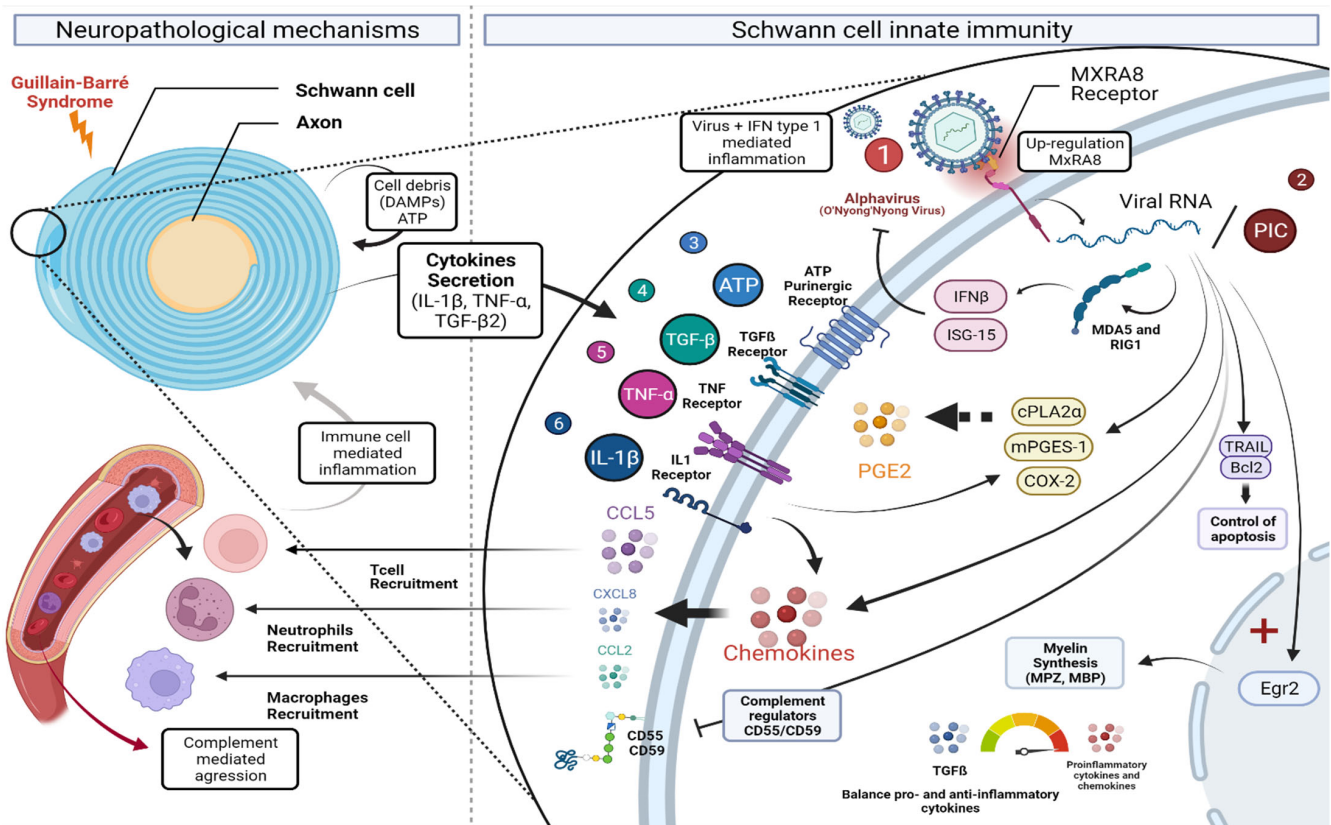 Neuropathological mechanisms
Schwann cell innate immunity
Guillain-Barré
Syndrome
Schwann cell
Axon
Cell debris
(DAMPs)
ATP
Cytokines
Secretion
(IL-1β, TNF-α,
TGF-β2)
Immune cell
mediated
inflammation
Tcell
Recruitment
Neutrophils
Recruitment
Macrophages
Recruitment
Complement
mediated
agression
Virus + IFN type 1
mediated
inflammation
1
Alphavirus
(O'Nyong'Nyong Virus)
MXRA8
Receptor
Up-regulation
MxRA8
Viral RNA
2
PIC
3
ATP
ATP
Purinergic
Receptor
4
TGF-β
TGFß
Receptor
5
TNF-α
TNF
Receptor
6
IL-1β
IL1
Receptor
IFNβ
ISG-15
MDA5 and
RIG1
cPLA2α
mPGES-1
COX-2
PGE2
TRAIL
Bcl2
Control of
apoptosis
CCL5
CXCL8
CCL2
Chemokines
CD55
CD59
Complement
regulators
CD55/CD59
Myelin
Synthesis
(MPZ, MBP)
+
Egr2
TGFß
Proinflammatory
cytokines and
chemokines
Balance pro- and anti-inflammatory
cytokines